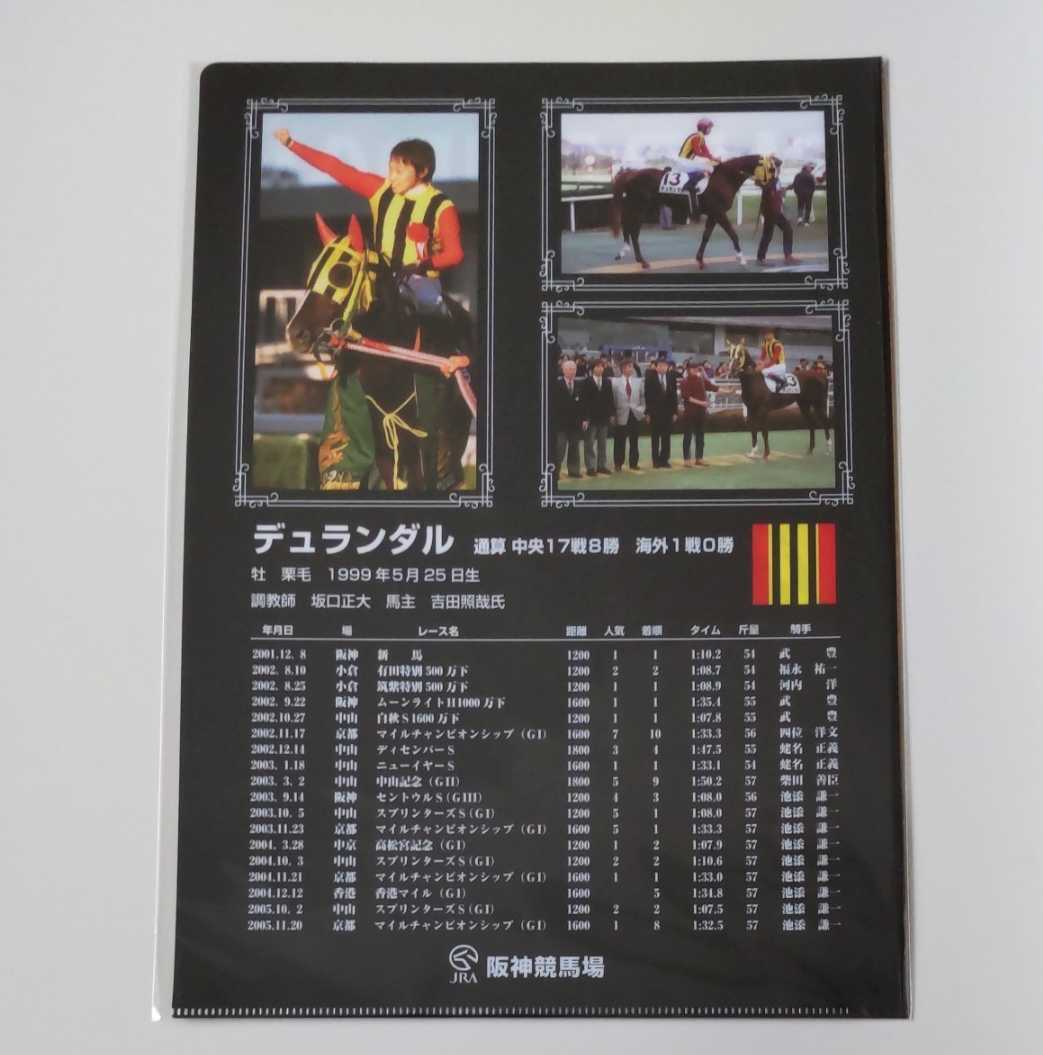 13
デュランダル 通算 中央17戦8勝 海外1戦0勝
牡 栗毛 1999年5月25日生
調教師 坂口正大 馬主 吉田照哉氏
年月日 場 レース名 距離 人気 着順 タイム 斤量 騎手
2001.12. 8 阪神 新 馬 1200 1 1 1:10.2 54 武 豊
2002. 8.10 小倉 有田特別500万下 1200 2 2 1:08.7 54 福永 祐一
2002. 8.25 小倉 筑紫特別500万下 1200 1 1 1:08.9 54 河内 洋
2002. 9.22 阪神 ムーンライトH1000万下 1600 1 1 1:35.4 55 武 豊
2002.10.27 中山 白秋S1600万下 1200 1 1 1:07.8 55 武 豊
2002.11.17 京都 マイルチャンピオンシップ(GI) 1600 7 10 1:33.3 56 四位 洋文
2002.12.14 中山 ディセンバーS 1800 3 4 1:47.5 55 蛯名 正義
2003. 1.18 中山 ニューイヤーS 1600 1 1 1:33.1 54 蛯名 正義
2003. 3. 2 中山 中山記念(GII) 1800 5 9 1:50.2 57 柴田 善臣
2003. 9.14 阪神 セントウルS(GIII) 1200 4 3 1:08.0 56 池添 謙一
2003.10. 5 中山 スプリンターズS(GI) 1200 5 1 1:08.0 57 池添 謙一
2003.11.23 京都 マイルチャンピオンシップ(GI) 1600 5 1 1:33.3 57 池添 謙一
2004. 3.28 中京 高松宮記念(GI) 1200 1 2 1:07.9 57 池添 謙一
2004.10. 3 中山 スプリンターズS(GI) 1200 2 2 1:10.6 57 池添 謙一
2004.11.21 京都 マイルチャンピオンシップ(GI) 1600 1 1 1:33.0 57 池添 謙一
2004.12.12 香港 香港マイル(GI) 1600 5 1:34.8 57 池添 謙一
2005.10. 2 中山 スプリンターズS(GI) 1200 2 2 1:07.5 57 池添 謙一
2005.11.20 京都 マイルチャンピオンシップ(GI) 1600 1 8 1:32.5 57 池添 謙一
JRA 阪神競馬場